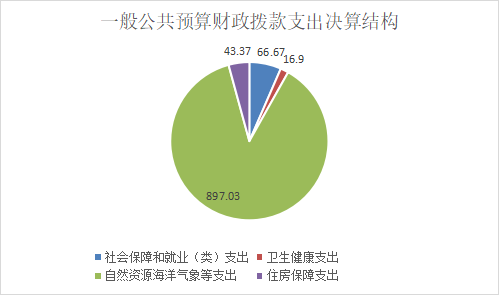 一般公共预算财政拨款支出决算结构
43.37
66.67
16.9
897.03
社会保障和就业（类）支出 卫生健康支出
自然资源海洋气象等支出 住房保障支出